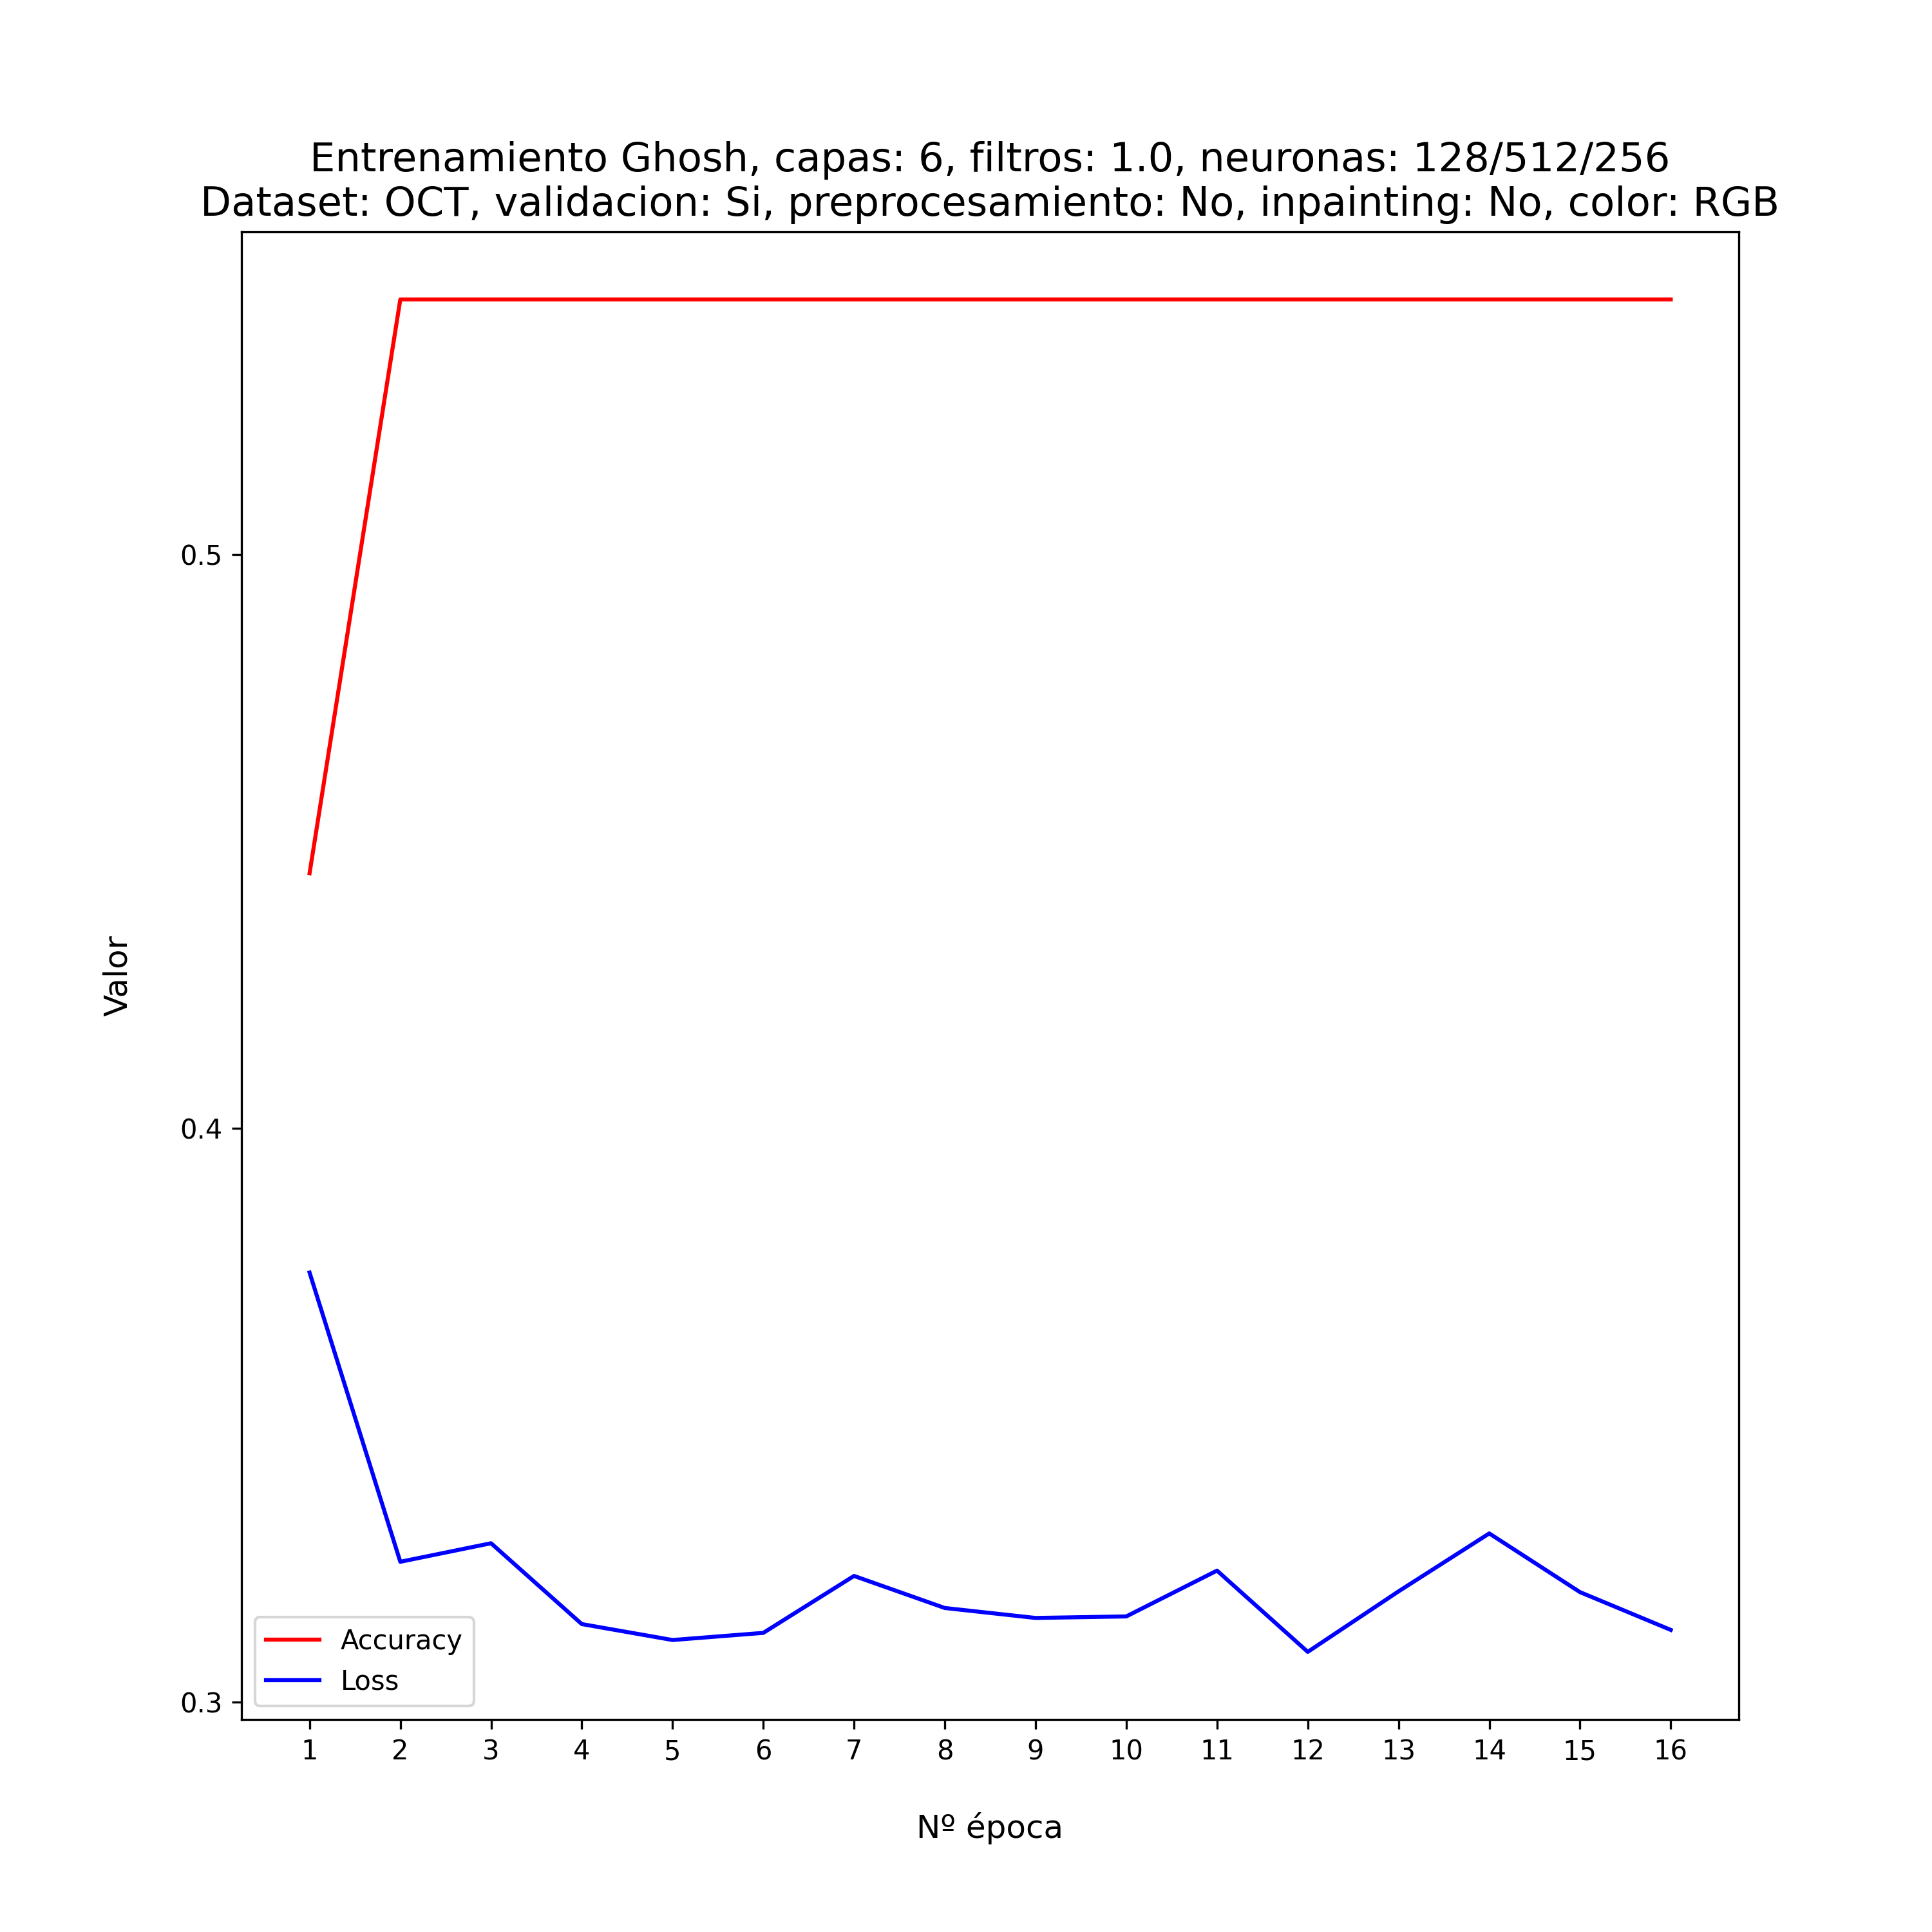 Entrenamiento Ghosh, capas: 6, filtros: 1.0, neuronas: 128/512/256
Dataset: OCT, validacion: Si, preprocesamiento: No, inpainting: No, color: RGB
Valor
0.5
0.4
0.3
Accuracy
Loss
1 2 3 4 5 6 7 8 9 10 11 12 13 14 15 16
Nº época